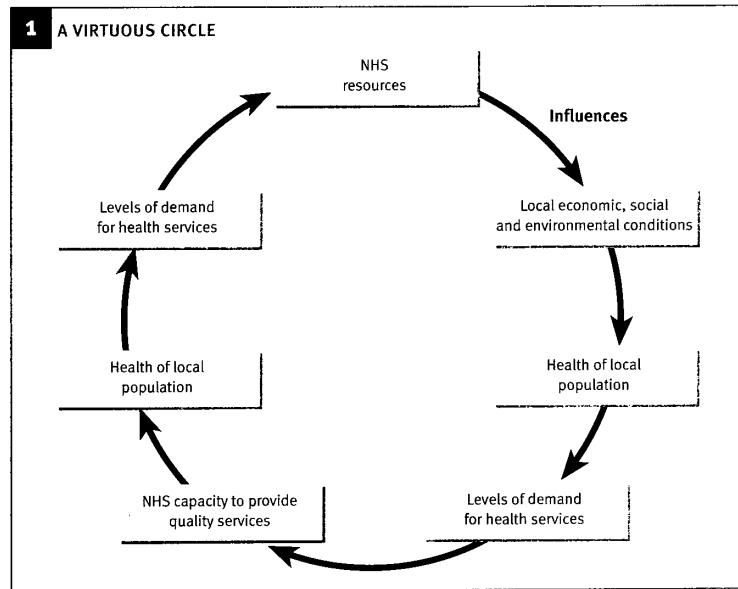 1 A VIRTUOUS CIRCLE
NHS
resources
Influences
Local economic, social
and environmental conditions
Health of local
population
Levels of demand
for health services
NHS capacity to provide
quality services
Health of local
population
Levels of demand
for health services